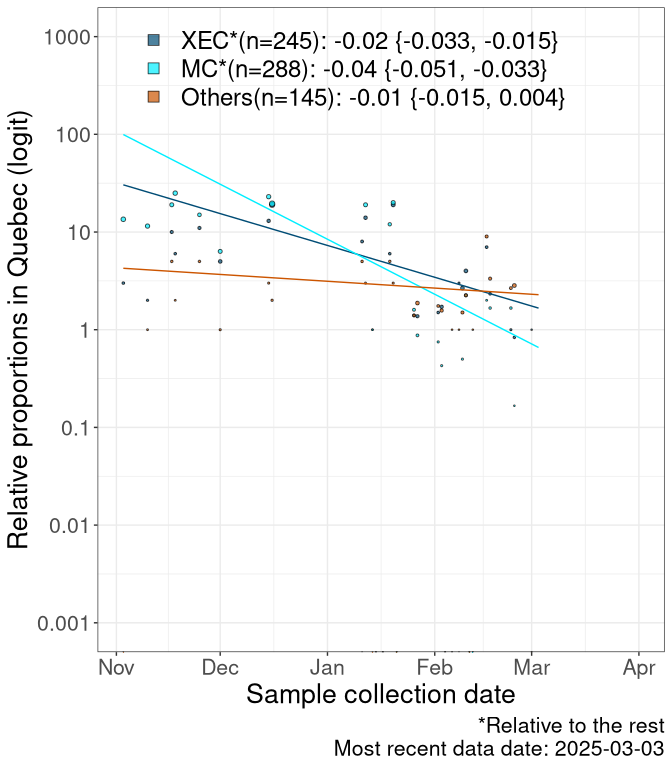 XEC*(n=245): -0.02 {-0.033, -0.015}
MC*(n=288): -0.04 {-0.051, -0.033}
Others(n=145): -0.01 {-0.015, 0.004}
Relative proportions in Quebec (logit)
1000
100
10
1
0.1
0.01
0.001
Nov Dec Jan Feb Mar Apr
Sample collection date
*Relative to the rest
Most recent data date: 2025-03-03